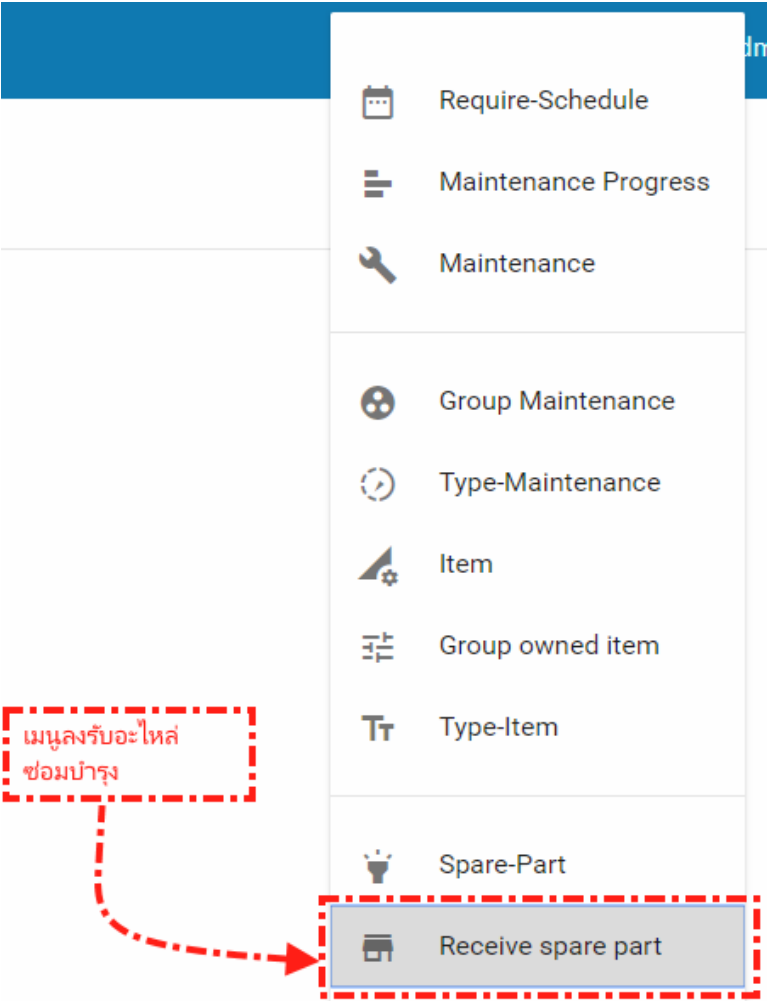 Require-Schedule
Maintenance Progress
Maintenance
Group Maintenance
Type-Maintenance
Item
Group owned item
Type-Item
เมนูลงรับอะไหล่
ซ่อมบำรุง
Spare-Part
Receive spare part